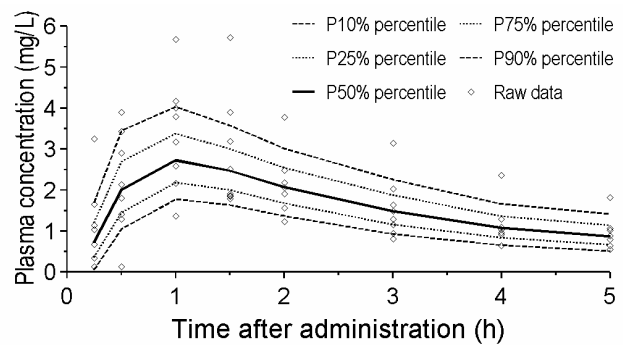 Plasma concentration (mg/L)
6
5
4
3
2
1
0
0
1
2
3
4
5
Time after administration (h)
P10% percentile
P25% percentile
P50% percentile
P75% percentile
P90% percentile
Raw data